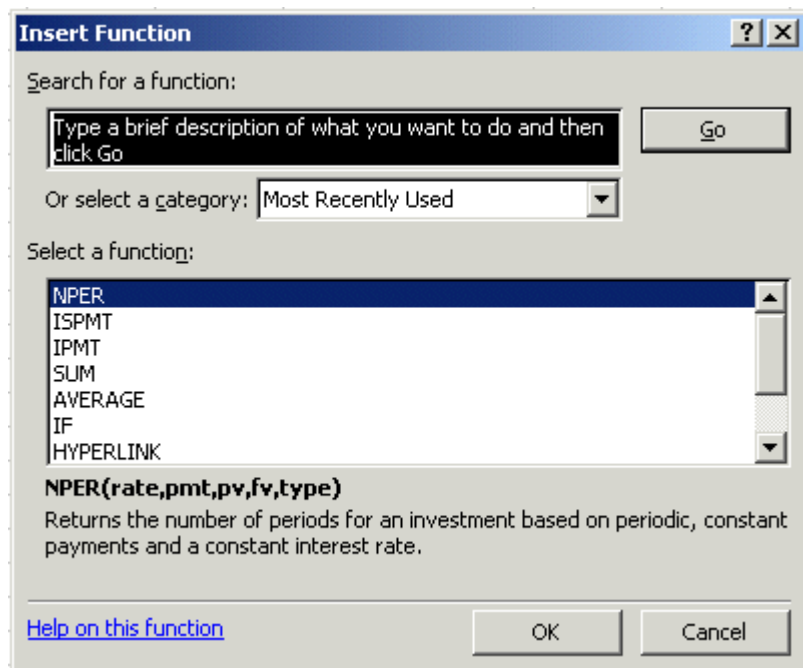 Insert Function
Search for a function:
Type a brief description of what you want to do and then
click Go
Go
Or select a category: Most Recently Used
Select a function:
NPER
ISPMT
IPMT
SUM
AVERAGE
IF
HYPERLINK
NPER(rate,pmt,pv,fv,type)
Returns the number of periods for an investment based on periodic, constant
payments and a constant interest rate.
Help on this function
OK
Cancel